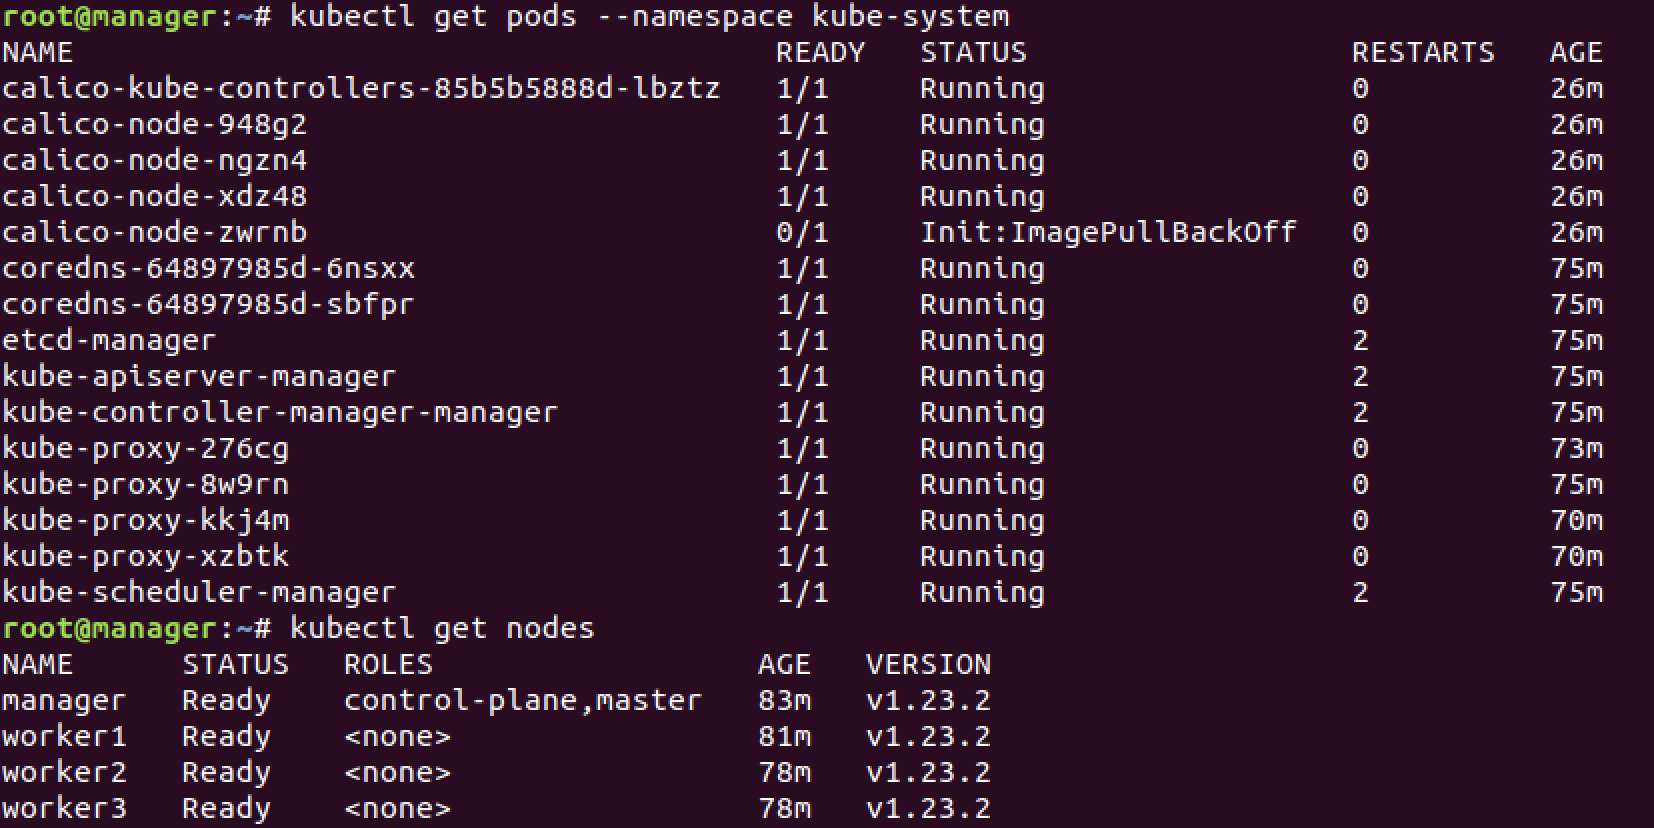 root@manager:~# kubectl get pods --namespace kube-system
NAME READY STATUS RESTARTS AGE
calico-kube-controllers-85b5b5888d-lbztz 1/1 Running 0 26m
calico-node-948g2 1/1 Running 0 26m
calico-node-ngzn4 1/1 Running 0 26m
calico-node-xdz48 1/1 Running 0 26m
calico-node-zwrnb 0/1 Init:ImagePullBackOff 0 26m
coredns-64897985d-6nsxx 1/1 Running 0 75m
coredns-64897985d-sbfpr 1/1 Running 0 75m
etcd-manager 1/1 Running 2 75m
kube-apiserver-manager 1/1 Running 2 75m
kube-controller-manager-manager 1/1 Running 2 75m
kube-proxy-276cg 1/1 Running 0 73m
kube-proxy-8w9rn 1/1 Running 0 75m
kube-proxy-kkj4m 1/1 Running 0 70m
kube-proxy-xzbtk 1/1 Running 0 70m
kube-scheduler-manager 1/1 Running 2 75m
root@manager:~# kubectl get nodes
NAME STATUS ROLES AGE VERSION
manager Ready control-plane,master 83m v1.23.2
worker1 Ready <none> 81m v1.23.2
worker2 Ready <none> 78m v1.23.2
worker3 Ready <none> 78m v1.23.2